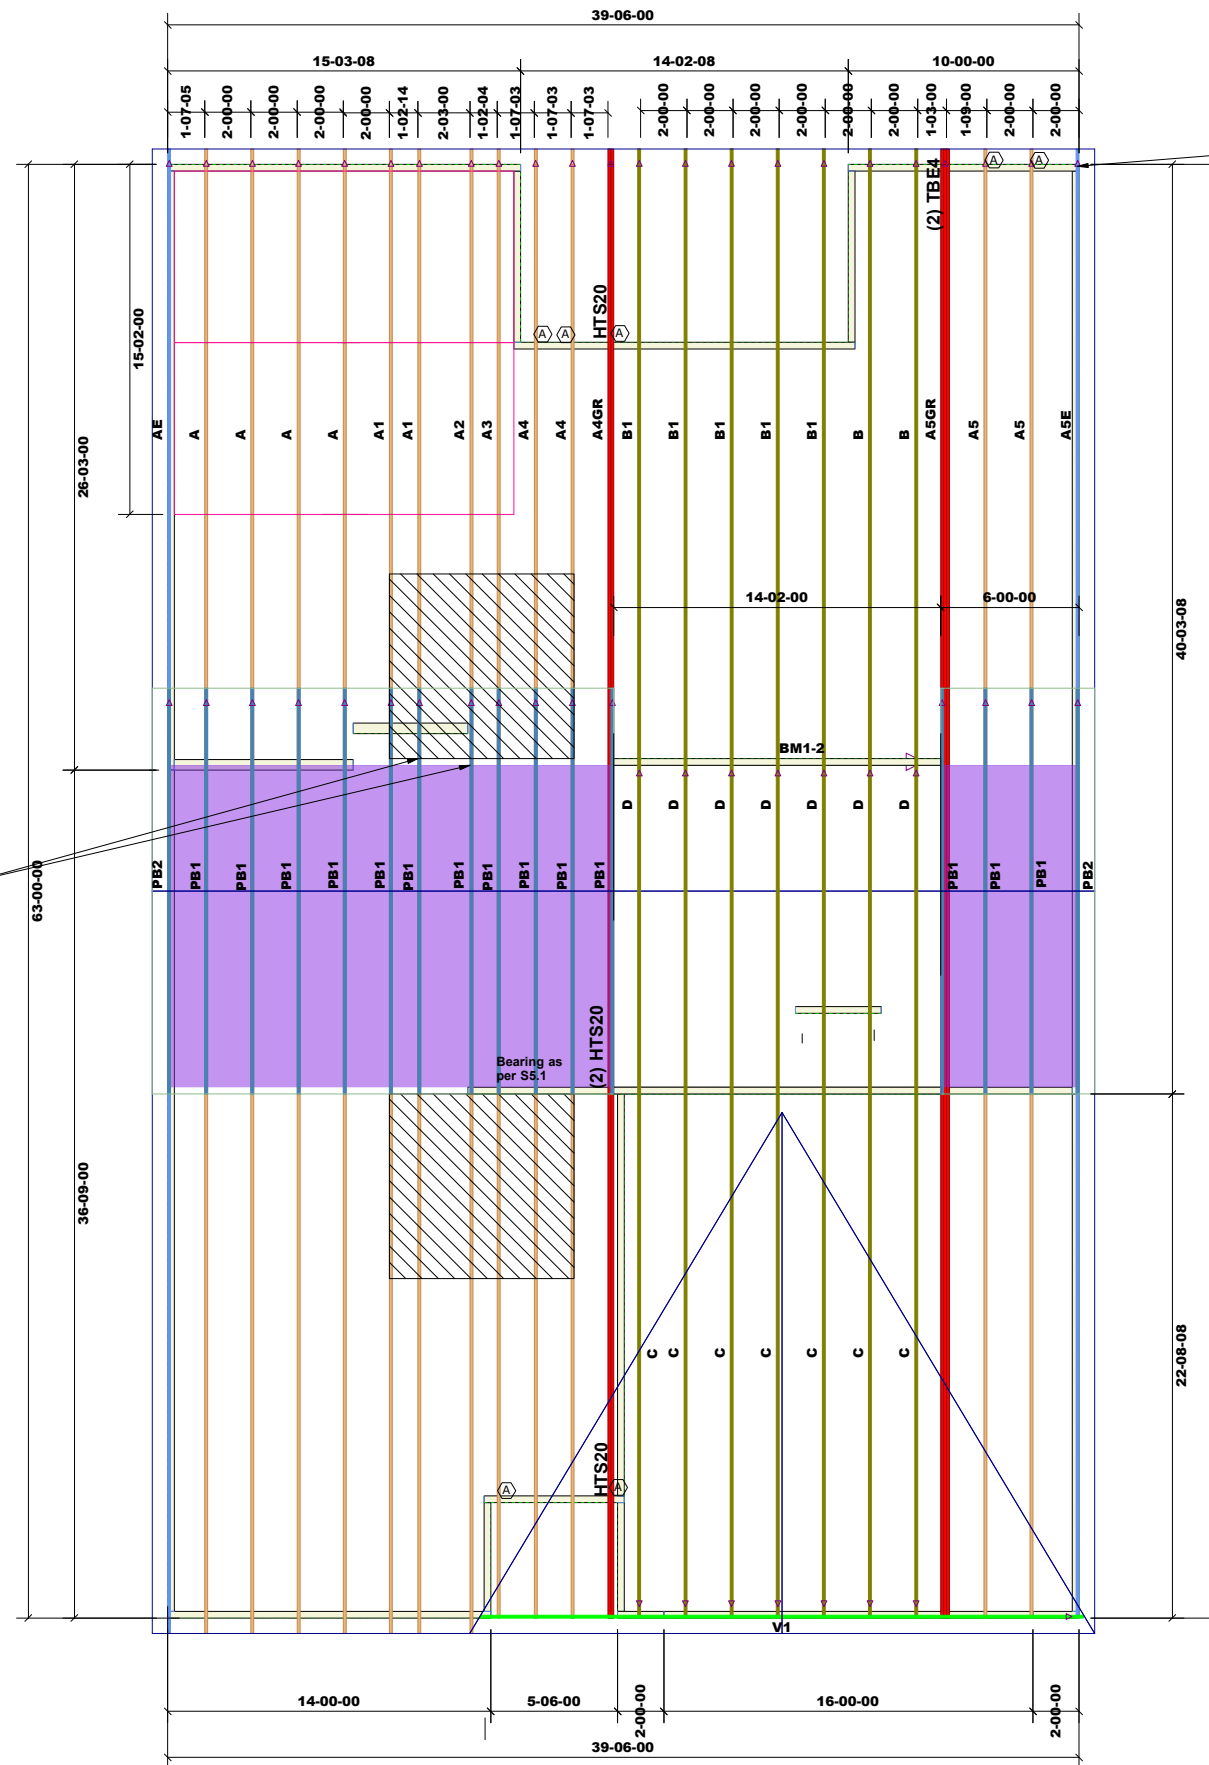 39-06-00
15-03-08 14-02-08 10-00-00
1-07-05 2-00-00 2-00-00 2-00-00 2-00-00 1-02-14 2-03-00 1-02-04 1-07-03 1-07-03 1-07-03 2-00-00 2-00-00 2-00-00 2-00-00 2-00-00 2-00-00 1-03-00 1-09-00 2-00-00 2-00-00
A A
(2) TBE4
HTS20
A A A
15-02-00
AE A A A A A1 A1 A2 A3 A4 A4 A4GR B1 B1 B1 B1 B1 B B A5GR A5 A5 A5E
26-03-00
14-02-00 6-00-00
40-03-08
BM1-2
D D D D D D D
63-00-00
PB2 PB1 PB1 PB1 PB1 PB1 PB1 PB1 PB1 PB1 PB1 PB1 PB1 PB1 PB1 PB2
(2) HTS20
Bearing as
per S5.1
36-09-00
22-08-08
C C C C C C C
HTS20
A A
V1
14-00-00 5-06-00 2-00-00 16-00-00 2-00-00
39-06-00